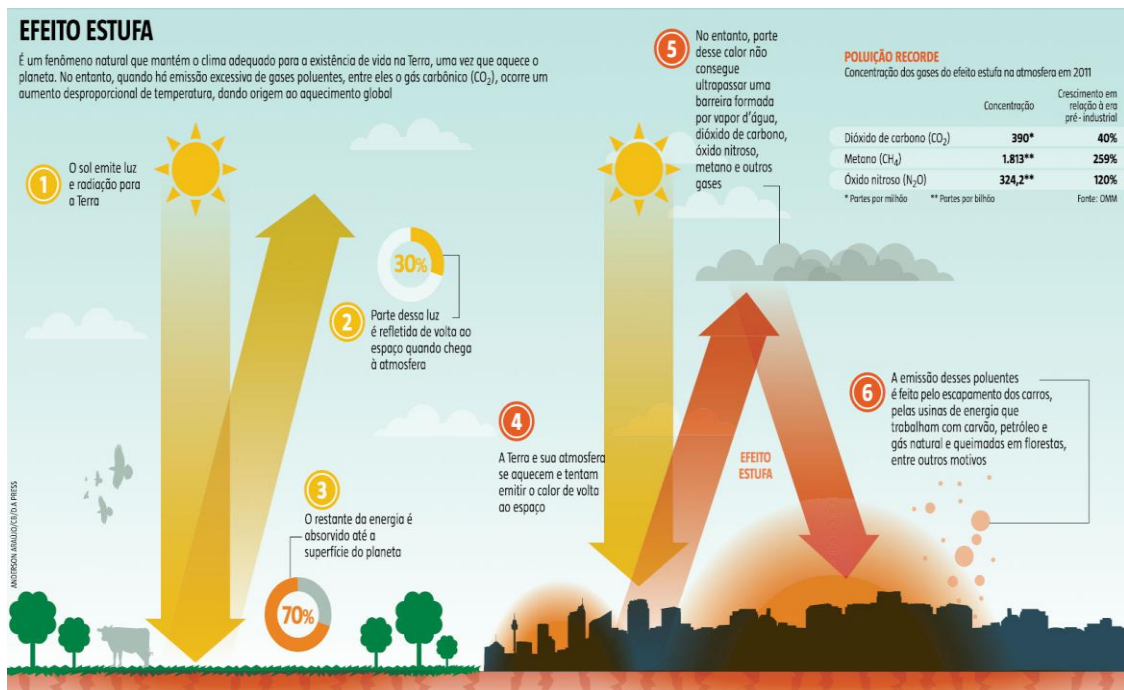 EFEITO ESTUFA
É um fenômeno natural que mantém o clima adequado para a existência de vida na Terra, uma vez que aquece o
planeta. No entanto, quando há emissão excessiva de gases poluentes, entre eles o gás carbônico (CO₂), ocorre um
aumento desproporcional de temperatura, dando origem ao aquecimento global
1
O sol emite luz
e radiação para
a Terra
30%
2
Parte dessa luz
é refletida de volta ao
espaço quando chega
à atmosfera
3
O restante da energia é
absorvido até a
superfície do planeta
70%
4
A Terra e sua atmosfera
se aquecem e tentam
emitir o calor de volta
ao espaço
5
No entanto, parte
desse calor não
consegue
ultrapassar uma
barreira formada
por vapor d'água,
dióxido de carbono,
óxido nitroso,
metano e outros
gases
EFEITO
ESTUFA
6
A emissão desses poluentes
é feita pelo escapamento dos carros,
pelas usinas de energia que
trabalham com carvão, petróleo e
gás natural e queimadas em florestas,
entre outros motivos
POLUIÇÃO RECORDE
Concentração dos gases do efeito estufa na atmosfera em 2011
Concentração
Crescimento em
relação à era
pré - industrial
Dióxido de carbono (CO₂) 390* 40%
Metano (CH₄) 1.813** 259%
Óxido nitroso (N₂O) 324,2** 120%
* Partes por milhão ** Partes por bilhão Fonte: OMM
ANDERSON ARAÚJO/CB/D.A PRESS